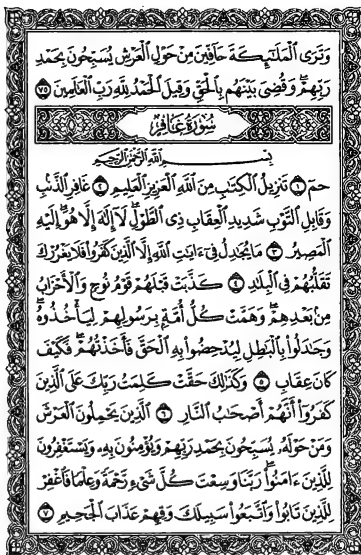 وَتَرَى ٱلْمَلَٰٓئِكَةَ حَآفِّينَ مِنْ حَوْلِ ٱلْعَرْشِ يُسَبِّحُونَ بِحَمْدِ
رَبِّهِمْ وَقُضِىَ بَيْنَهُم بِٱلْحَقِّ وَقِيلَ ٱلْحَمْدُ لِلَّهِ رَبِّ ٱلْعَٰلَمِينَ ٧٥
سُورَةُ غَافِرٍ
بِسْمِ ٱللَّهِ ٱلرَّحْمَٰنِ ٱلرَّحِيمِ
حمٓ ١ تَنزِيلُ ٱلْكِتَٰبِ مِنَ ٱللَّهِ ٱلْعَزِيزِ ٱلْعَلِيمِ ٢ غَافِرِ ٱلذَّنۢبِ
وَقَابِلِ ٱلتَّوْبِ شَدِيدِ ٱلْعِقَابِ ذِى ٱلطَّوْلِ لَآ إِلَٰهَ إِلَّا هُوَ إِلَيْهِ
ٱلْمَصِيرُ ٣ مَا يُجَٰدِلُ فِىٓ ءَايَٰتِ ٱللَّهِ إِلَّا ٱلَّذِينَ كَفَرُوا۟ فَلَا يَغْرُرْكَ
تَقَلُّبُهُمْ فِى ٱلْبِلَٰدِ ٤ كَذَّبَتْ قَبْلَهُمْ قَوْمُ نُوحٍ وَٱلْأَحْزَابُ
مِنۢ بَعْدِهِمْ وَهَمَّتْ كُلُّ أُمَّةٍۭ بِرَسُولِهِمْ لِيَأْخُذُوهُ
وَجَٰدَلُوا۟ بِٱلْبَٰطِلِ لِيُدْحِضُوا۟ بِهِ ٱلْحَقَّ فَأَخَذْتُهُمْ فَكَيْفَ
كَانَ عِقَابِ ٥ وَكَذَٰلِكَ حَقَّتْ كَلِمَتُ رَبِّكَ عَلَى ٱلَّذِينَ
كَفَرُوٓا۟ أَنَّهُمْ أَصْحَٰبُ ٱلنَّارِ ٦ ٱلَّذِينَ يَحْمِلُونَ ٱلْعَرْشَ
وَمَنْ حَوْلَهُۥ يُسَبِّحُونَ بِحَمْدِ رَبِّهِمْ وَيُؤْمِنُونَ بِهِۦ وَيَسْتَغْفِرُونَ
لِلَّذِينَ ءَامَنُوا۟ رَبَّنَا وَسِعْتَ كُلَّ شَىْءٍ رَّحْمَةً وَعِلْمًا فَٱغْفِرْ
لِلَّذِينَ تَابُوا۟ وَٱتَّبَعُوا۟ سَبِيلَكَ وَقِهِمْ عَذَابَ ٱلْجَحِيمِ ٧